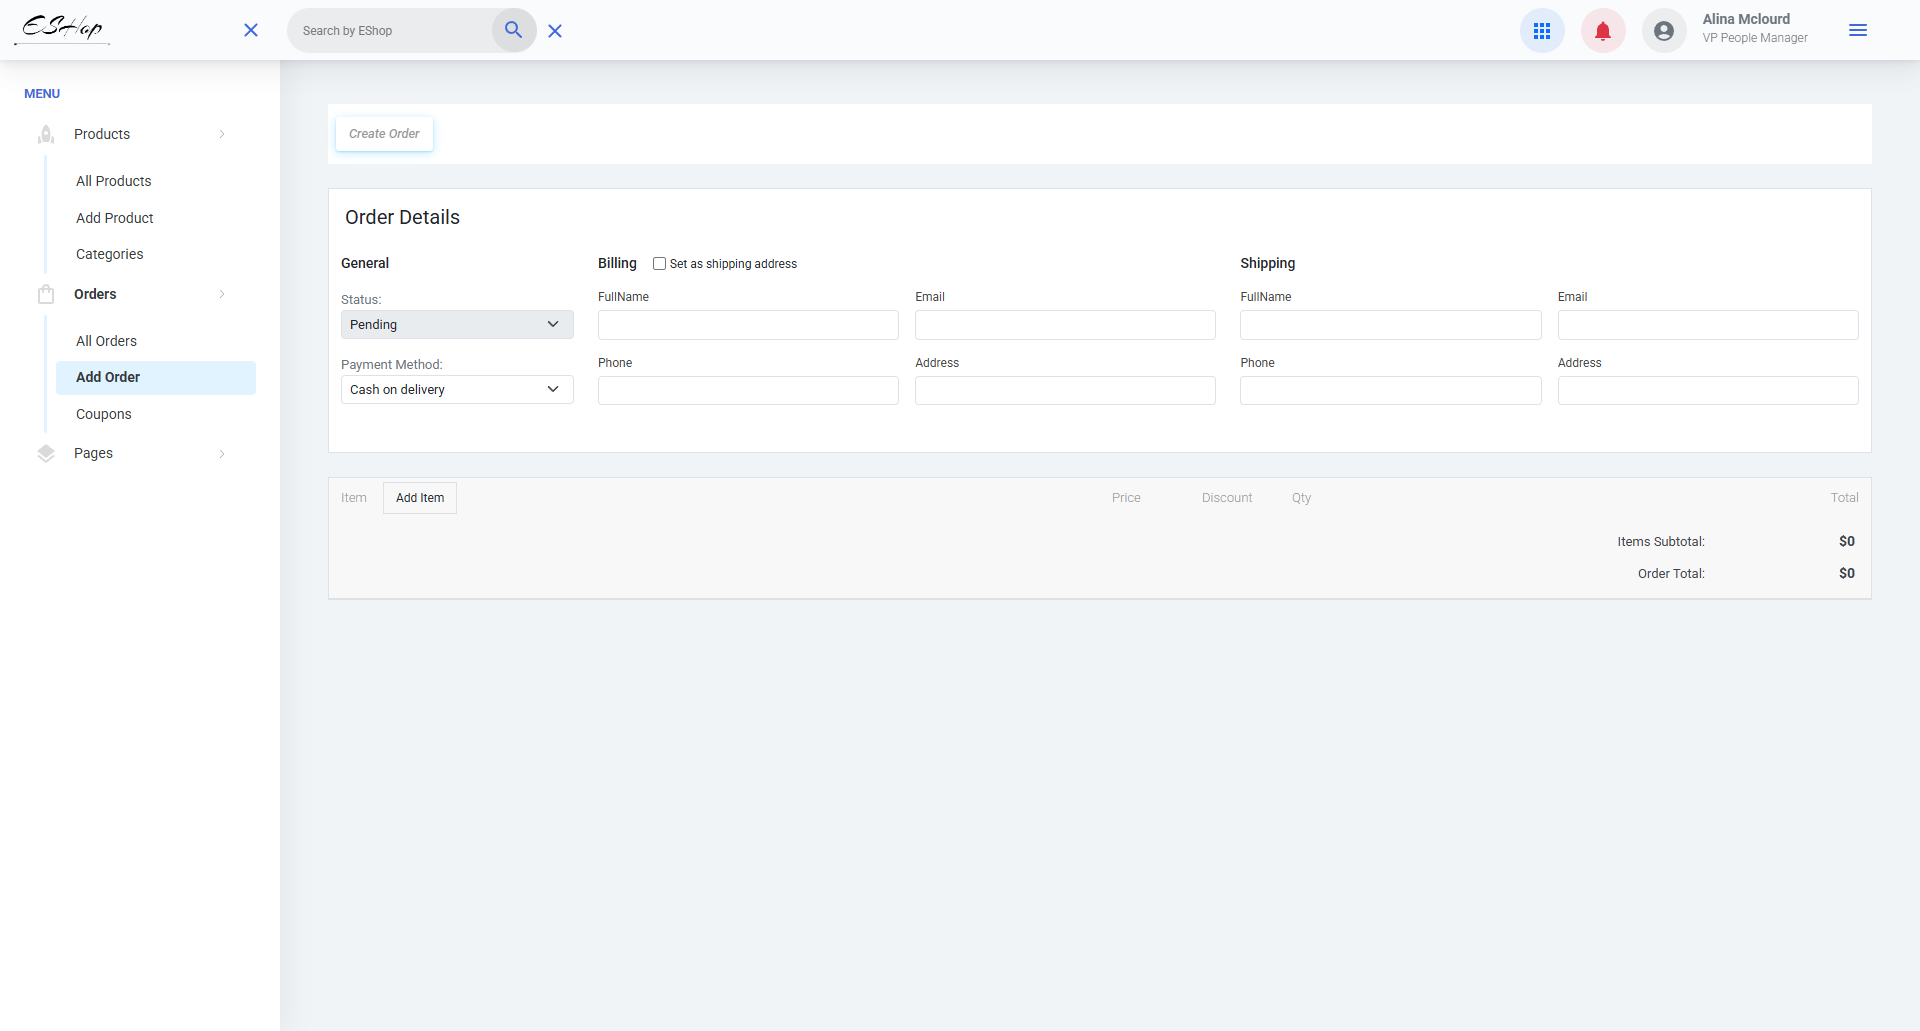 EShop
Search by EShop
Alina Mclourd
VP People Manager
MENU
Products
All Products
Add Product
Categories
Orders
All Orders
Add Order
Coupons
Pages
Create Order
Order Details
General
Status:
Pending
Payment Method:
Cash on delivery
Billing Set as shipping address
FullName Email
Phone Address
Shipping
FullName Email
Phone Address
Item Add Item Price Discount Qty Total
Items Subtotal: $0
Order Total: $0